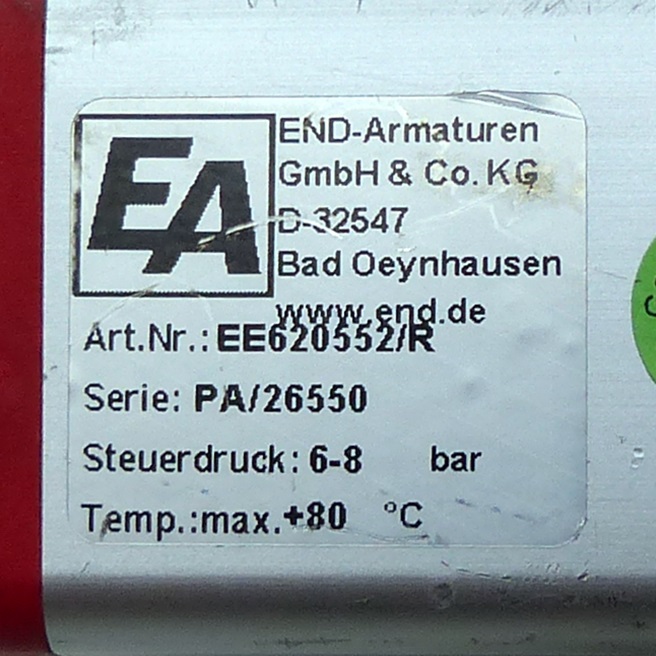 EA
END-Armaturen
GmbH & Co. KG
D-32547
Bad Oeynhausen
www.end.de
Art.Nr.: EE620552/R
Serie: PA/26550
Steuerdruck: 6-8 bar
Temp.:max.+80 °C